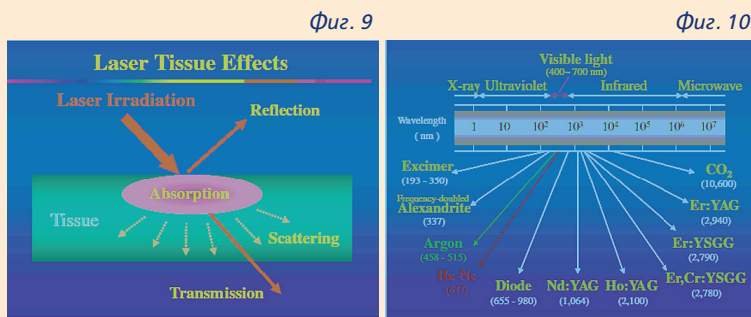 Фиг. 9
Laser Tissue Effects
Laser Irradiation
Reflection
Absorption
Tissue
Scattering
Transmission
Фиг. 10
Visible light
(400-700 nm)
X-ray Ultraviolet Infrared Microwave
Wavelength
( nm )
1 10 10² 10³ 10⁴ 10⁵ 10⁶ 10⁷
Excimer
(193 - 350)
Frequency-doubled
Alexandrite
(337)
Argon
(458 - 515)
He-Ne
Diode
(655 - 980)
Nd:YAG
(1,064)
Ho:YAG
(2,100)
Er,Cr:YSGG
(2,780)
Er:YSGG
(2,790)
Er:YAG
(2,940)
CO₂
(10,600)